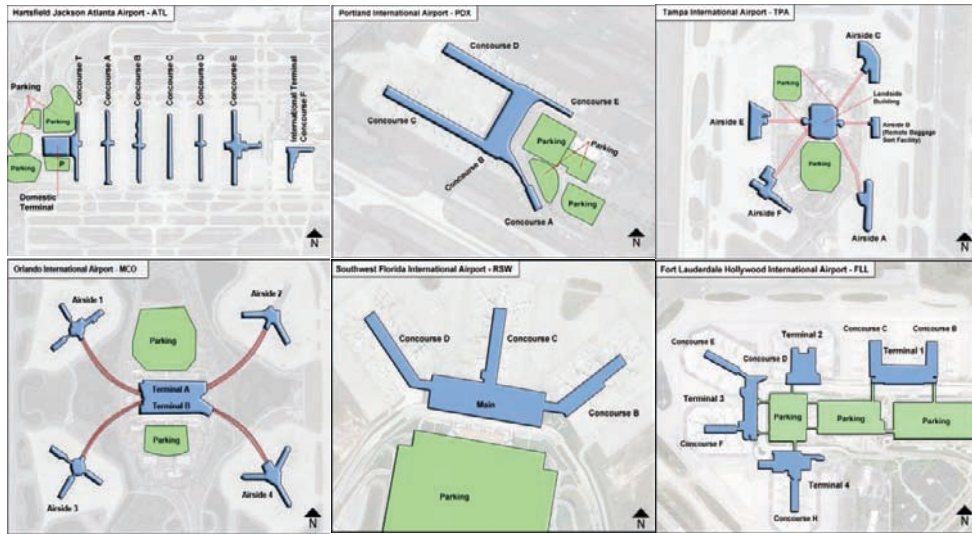 Hartsfield Jackson Atlanta Airport - ATL
Parking
Parking
Parking
P
Domestic
Terminal
Concourse T
Concourse A
Concourse B
Concourse C
Concourse D
Concourse E
International Terminal
Concourse F
N
Portland International Airport - PDX
Concourse D
Concourse E
Concourse C
Concourse B
Concourse A
Parking
Parking
Parking
Parking
N
Tampa International Airport - TPA
Airside C
Parking
Landside
Building
Airside E
Airside D
(Remote Baggage
Sort Facility)
Parking
Airside F
Airside A
N
Orlando International Airport - MCO
Airside 1
Airside 2
Parking
Terminal A
Terminal B
Parking
Airside 3
Airside 4
N
Southwest Florida International Airport - RSW
Concourse D
Concourse C
Main
Concourse B
Parking
N
Fort Lauderdale Hollywood International Airport - FLL
Concourse E
Concourse D
Terminal 2
Concourse C
Concourse B
Terminal 1
Terminal 3
Parking
Parking
Parking
Concourse F
Terminal 4
Concourse H
N